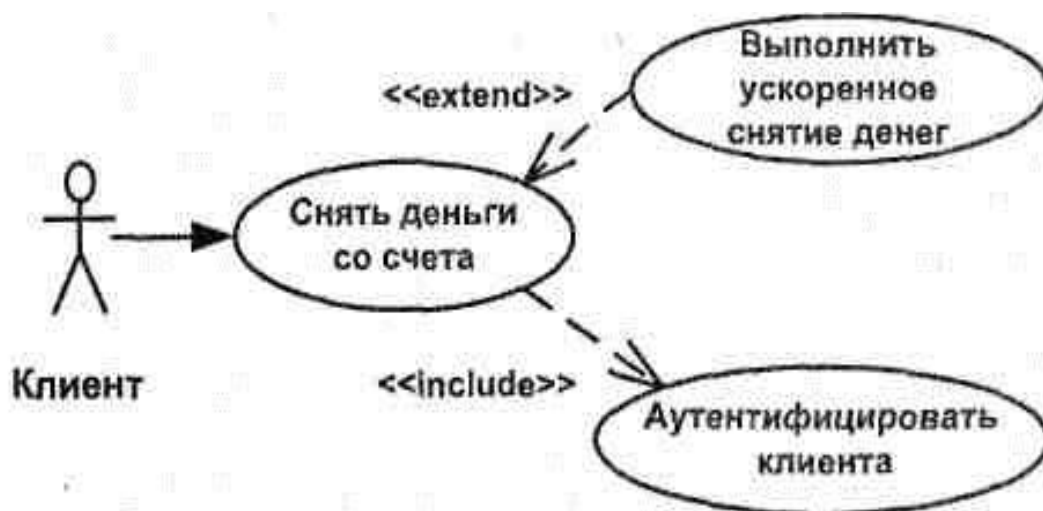 Выполнить
ускоренное
снятие денег
<<extend>>
Снять деньги
со счета
Клиент
<<include>>
Аутентифицировать
клиента